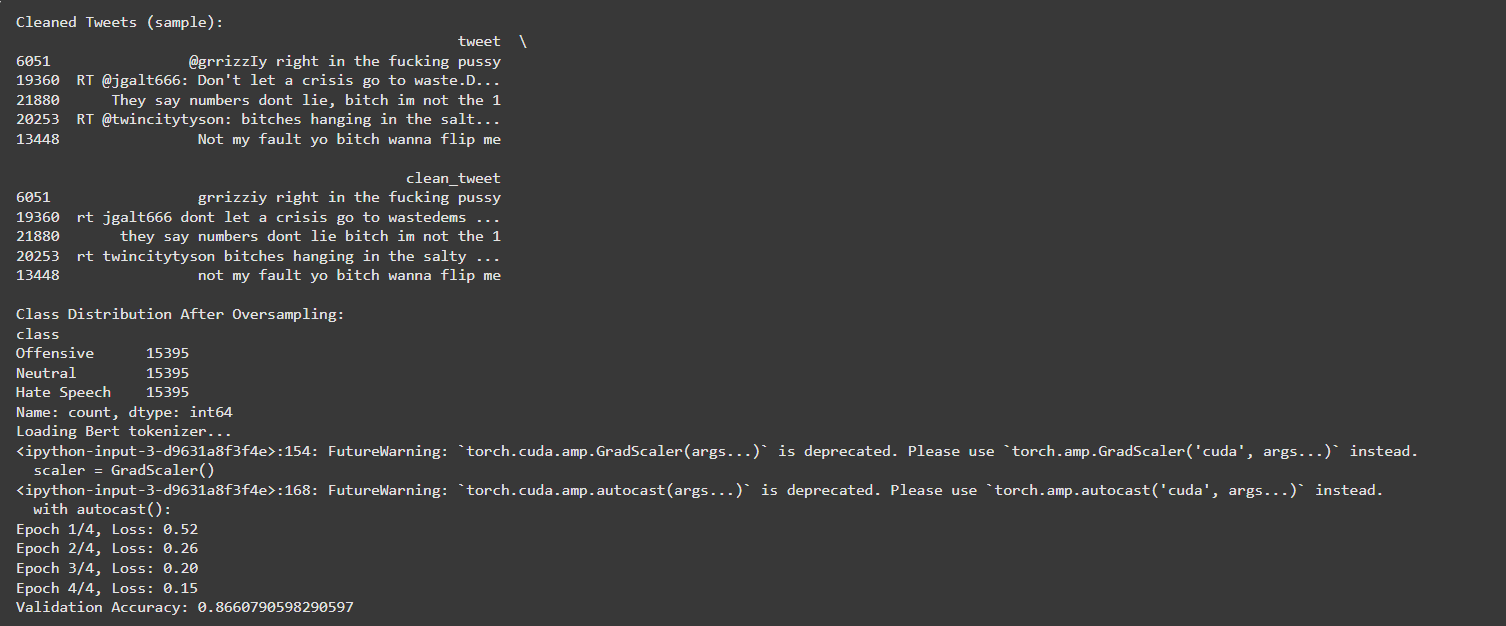 Cleaned Tweets (sample):
tweet \
6051 @grrizzIy right in the fucking pussy
19360 RT @jgalt666: Don't let a crisis go to waste.D...
21880 They say numbers dont lie, bitch im not the 1
20253 RT @twincitytyson: bitches hanging in the salt...
13448 Not my fault yo bitch wanna flip me
clean_tweet
6051 grrizziy right in the fucking pussy
19360 rt jgalt666 dont let a crisis go to wastedems ...
21880 they say numbers dont lie bitch im not the 1
20253 rt twincitytyson bitches hanging in the salty ...
13448 not my fault yo bitch wanna flip me
Class Distribution After Oversampling:
class
Offensive 15395
Neutral 15395
Hate Speech 15395
Name: count, dtype: int64
Loading Bert tokenizer...
<ipython-input-3-d9631a8f3f4e>:154: FutureWarning: `torch.cuda.amp.GradScaler(args...)` is deprecated. Please use `torch.amp.GradScaler('cuda', args...)` instead.
scaler = GradScaler()
<ipython-input-3-d9631a8f3f4e>:168: FutureWarning: `torch.cuda.amp.autocast(args...)` is deprecated. Please use `torch.amp.autocast('cuda', args...)` instead.
with autocast():
Epoch 1/4, Loss: 0.52
Epoch 2/4, Loss: 0.26
Epoch 3/4, Loss: 0.20
Epoch 4/4, Loss: 0.15
Validation Accuracy: 0.8660790598290597